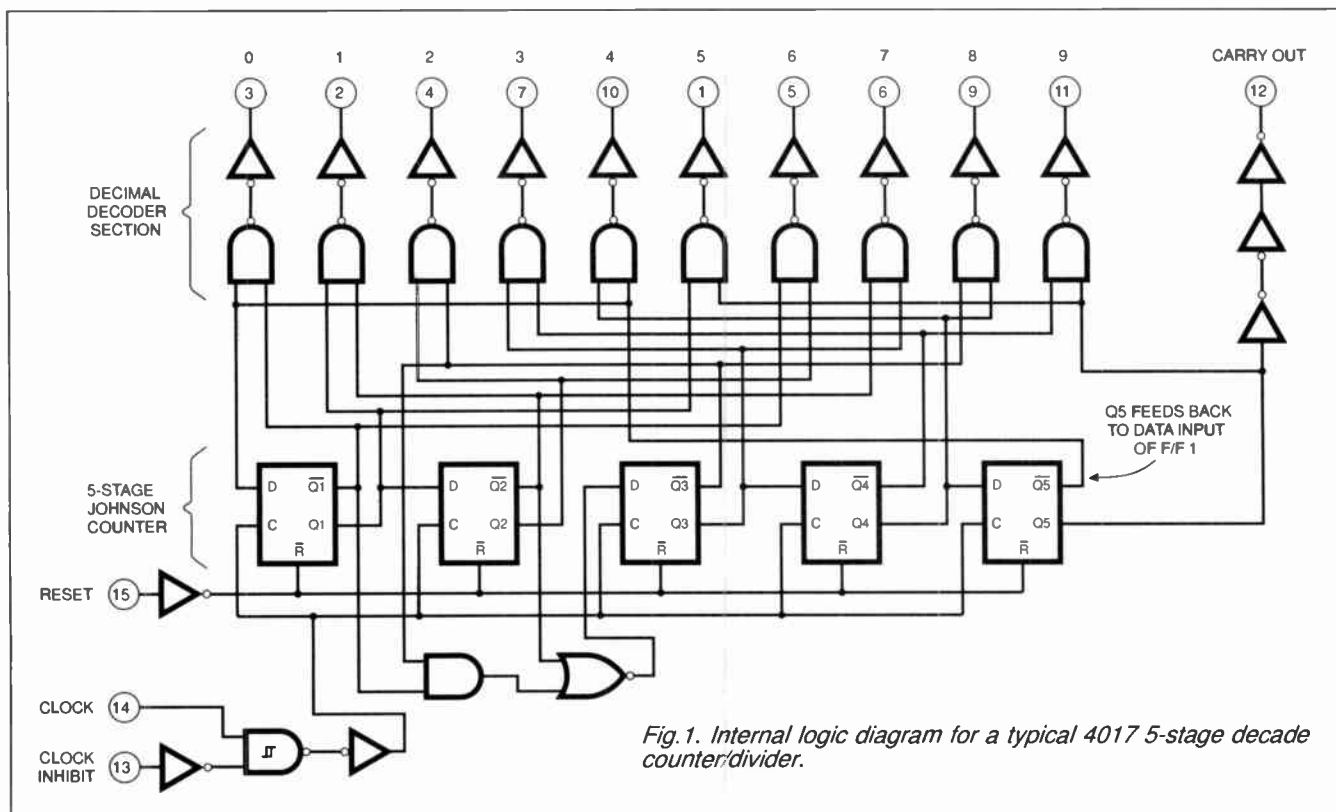 0 1 2 3 4 5 6 7 8 9 CARRY OUT
3 2 4 7 10 1 5 6 9 11 12
DECIMAL
DECODER
SECTION
Q5 FEEDS BACK
TO DATA INPUT
OF F/F 1
5-STAGE
JOHNSON
COUNTER
D Q1 D Q2 D Q3 D Q4 D Q5
C Q1 C Q2 C Q3 C Q4 C Q5
R R R R R
RESET 15
CLOCK 14
CLOCK
INHIBIT 13
Fig.1. Internal logic diagram for a typical 4017 5-stage decade
counter/divider.